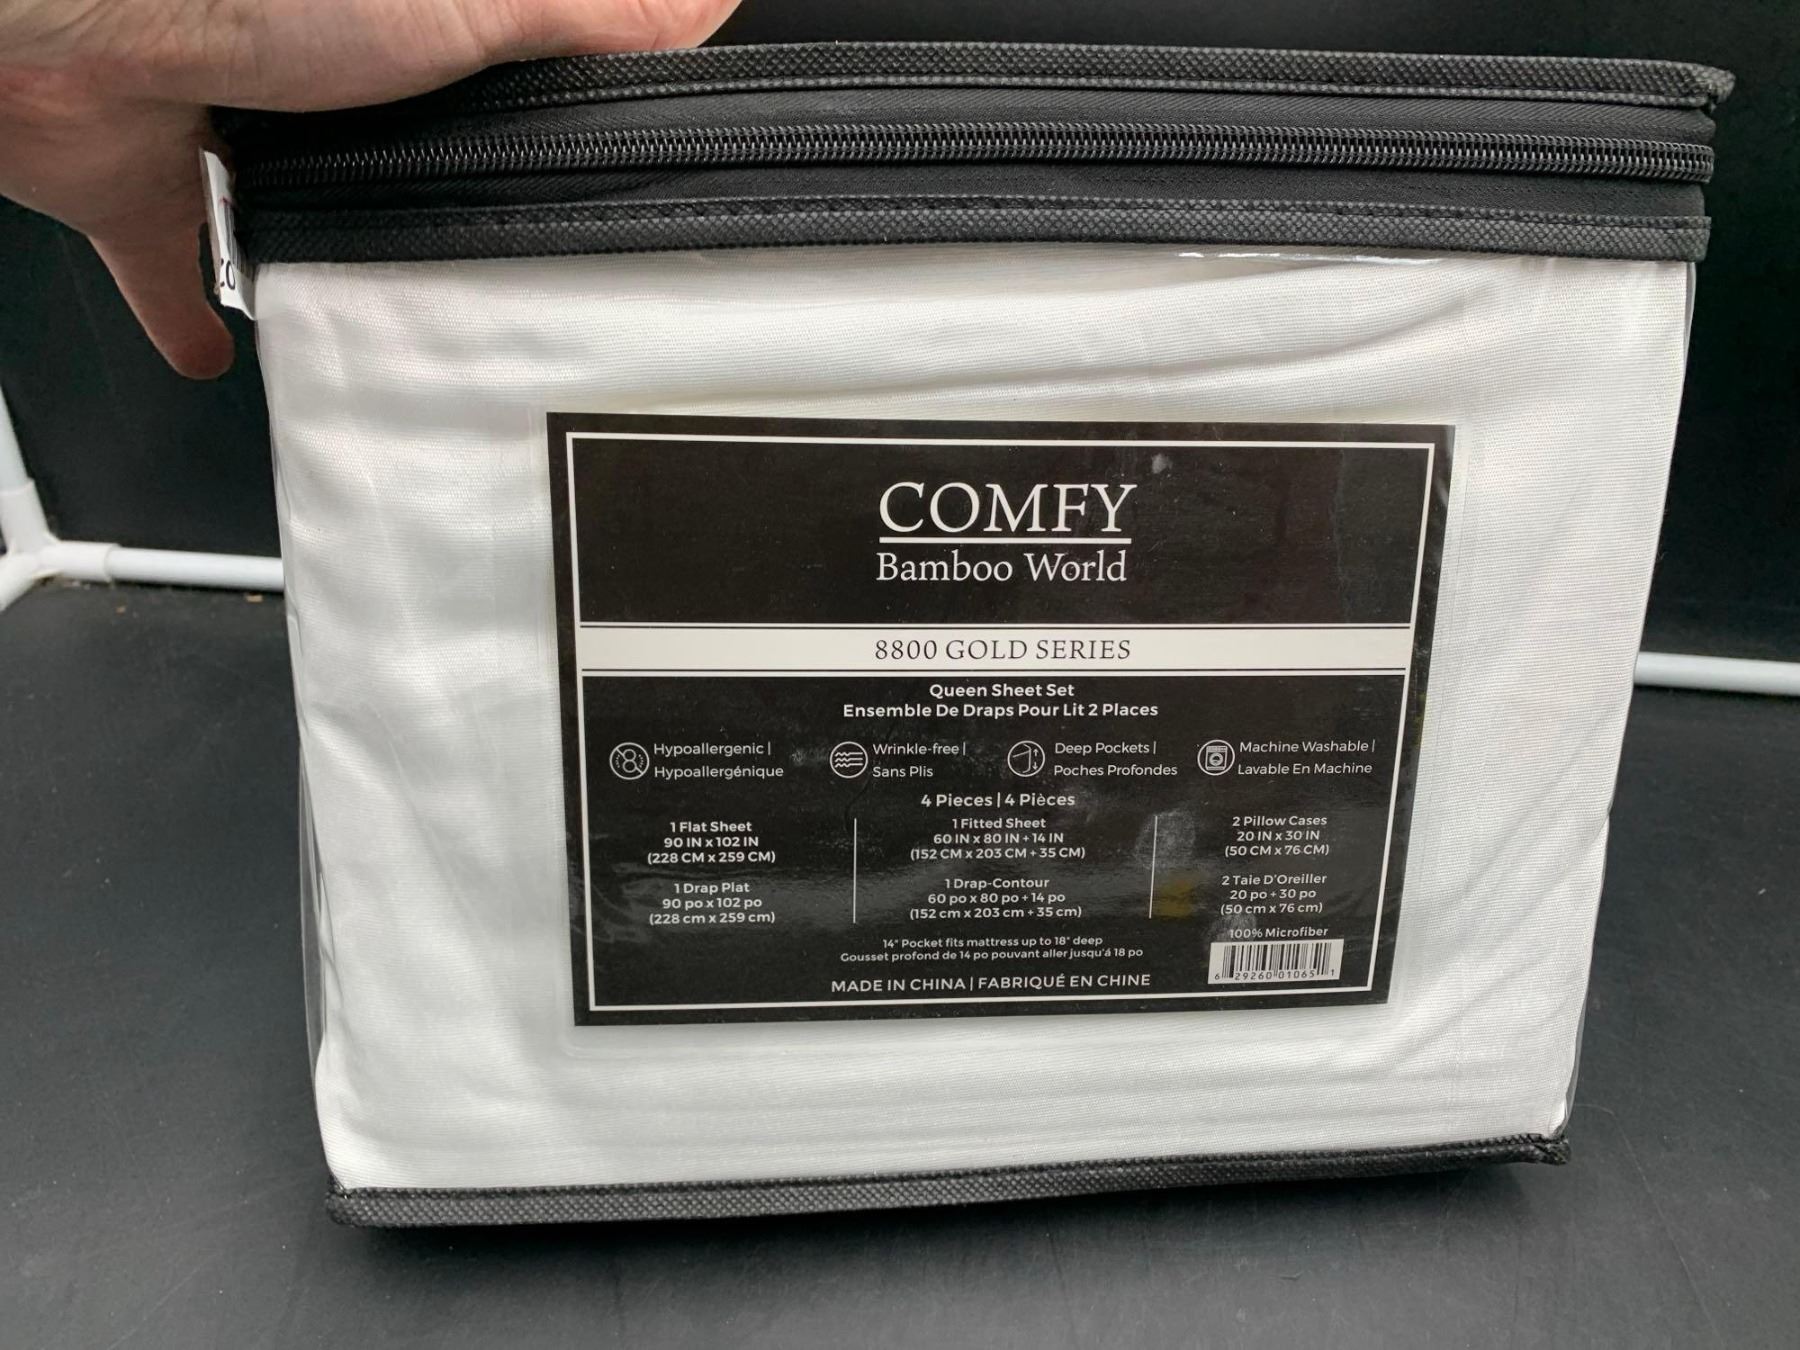 COMFY
Bamboo World
8800 GOLD SERIES
Queen Sheet Set
Ensemble De Draps Pour Lit 2 Places
Hypoallergenic |
Hypoallergénique
Wrinkle-free |
Sans Plis
Deep Pockets |
Poches Profondes
Machine Washable |
Lavable En Machine
4 Pieces | 4 Pièces
1 Flat Sheet
90 IN x 102 IN
(228 CM x 259 CM)
1 Drap Plat
90 po x 102 po
(228 cm x 259 cm)
1 Fitted Sheet
60 IN x 80 IN + 14 IN
(152 CM x 203 CM + 35 CM)
1 Drap-Contour
60 po x 80 po + 14 po
(152 cm x 203 cm + 35 cm)
2 Pillow Cases
20 IN x 30 IN
(50 CM x 76 CM)
2 Taie D'Oreiller
20 po + 30 po
(50 cm x 76 cm)
100% Microfiber
14" Pocket fits mattress up to 18" deep
Gousset profond de 14 po pouvant aller jusqu'á 18 po
MADE IN CHINA | FABRIQUÉ EN CHINE
6 29260 01065 1